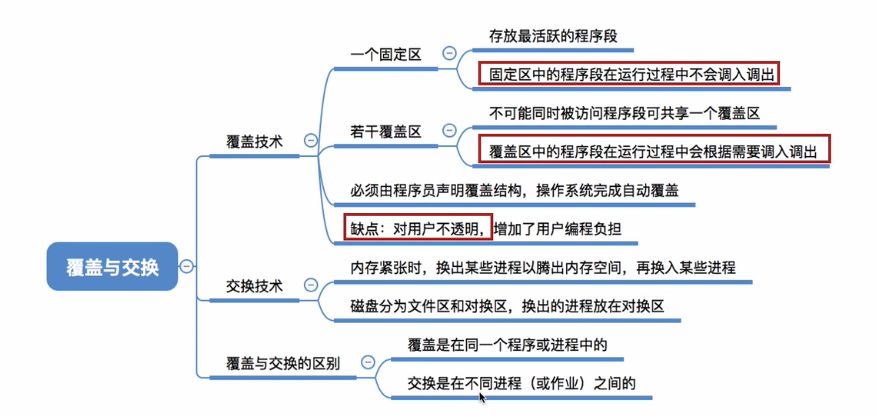 覆盖与交换
覆盖技术
一个固定区
存放最活跃的程序段
固定区中的程序段在运行过程中不会调入调出
若干覆盖区
不可能同时被访问程序段可共享一个覆盖区
覆盖区中的程序段在运行过程中会根据需要调入调出
必须由程序员声明覆盖结构，操作系统完成自动覆盖
缺点：对用户不透明，增加了用户编程负担
交换技术
内存紧张时，换出某些进程以腾出内存空间，再换入某些进程
磁盘分为文件区和对换区，换出的进程放在对换区
覆盖与交换的区别
覆盖是在同一个程序或进程中的
交换是在不同进程（或作业）之间的